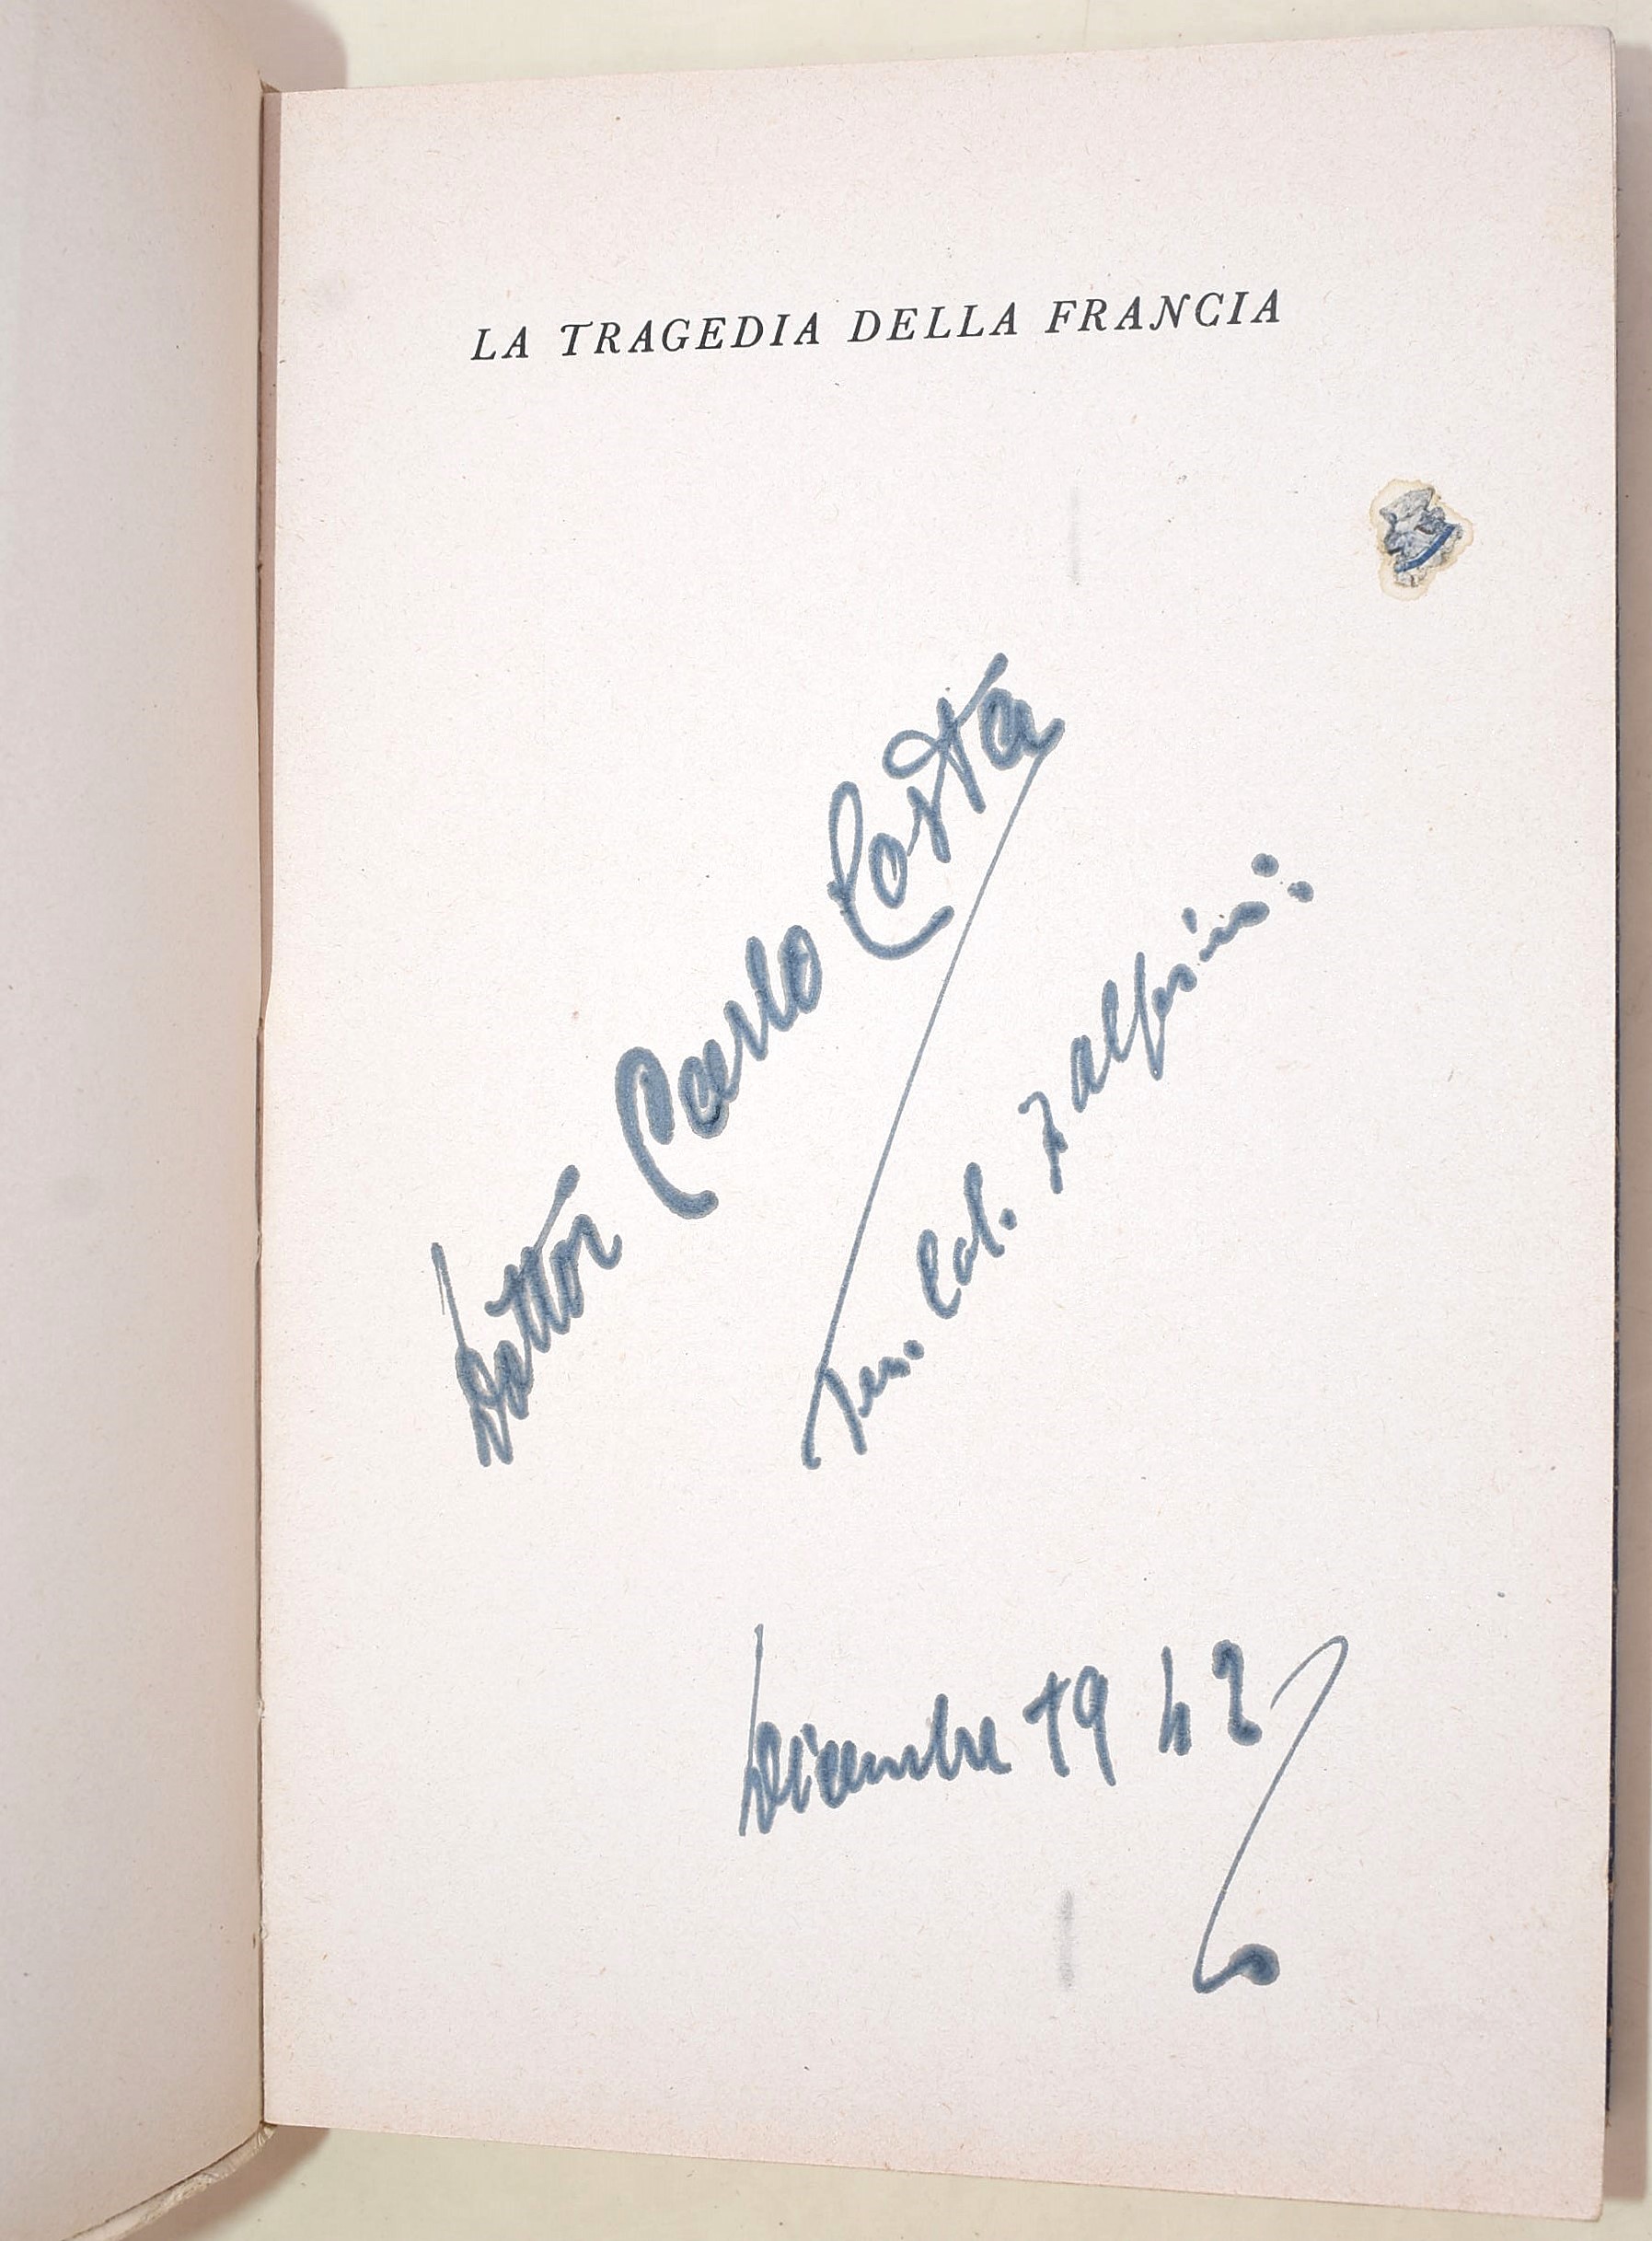 LA TRAGEDIA DELLA FRANCIA
Dottor Carlo Costa
Ten. Col. 7 alpini:
Dicembre 1942